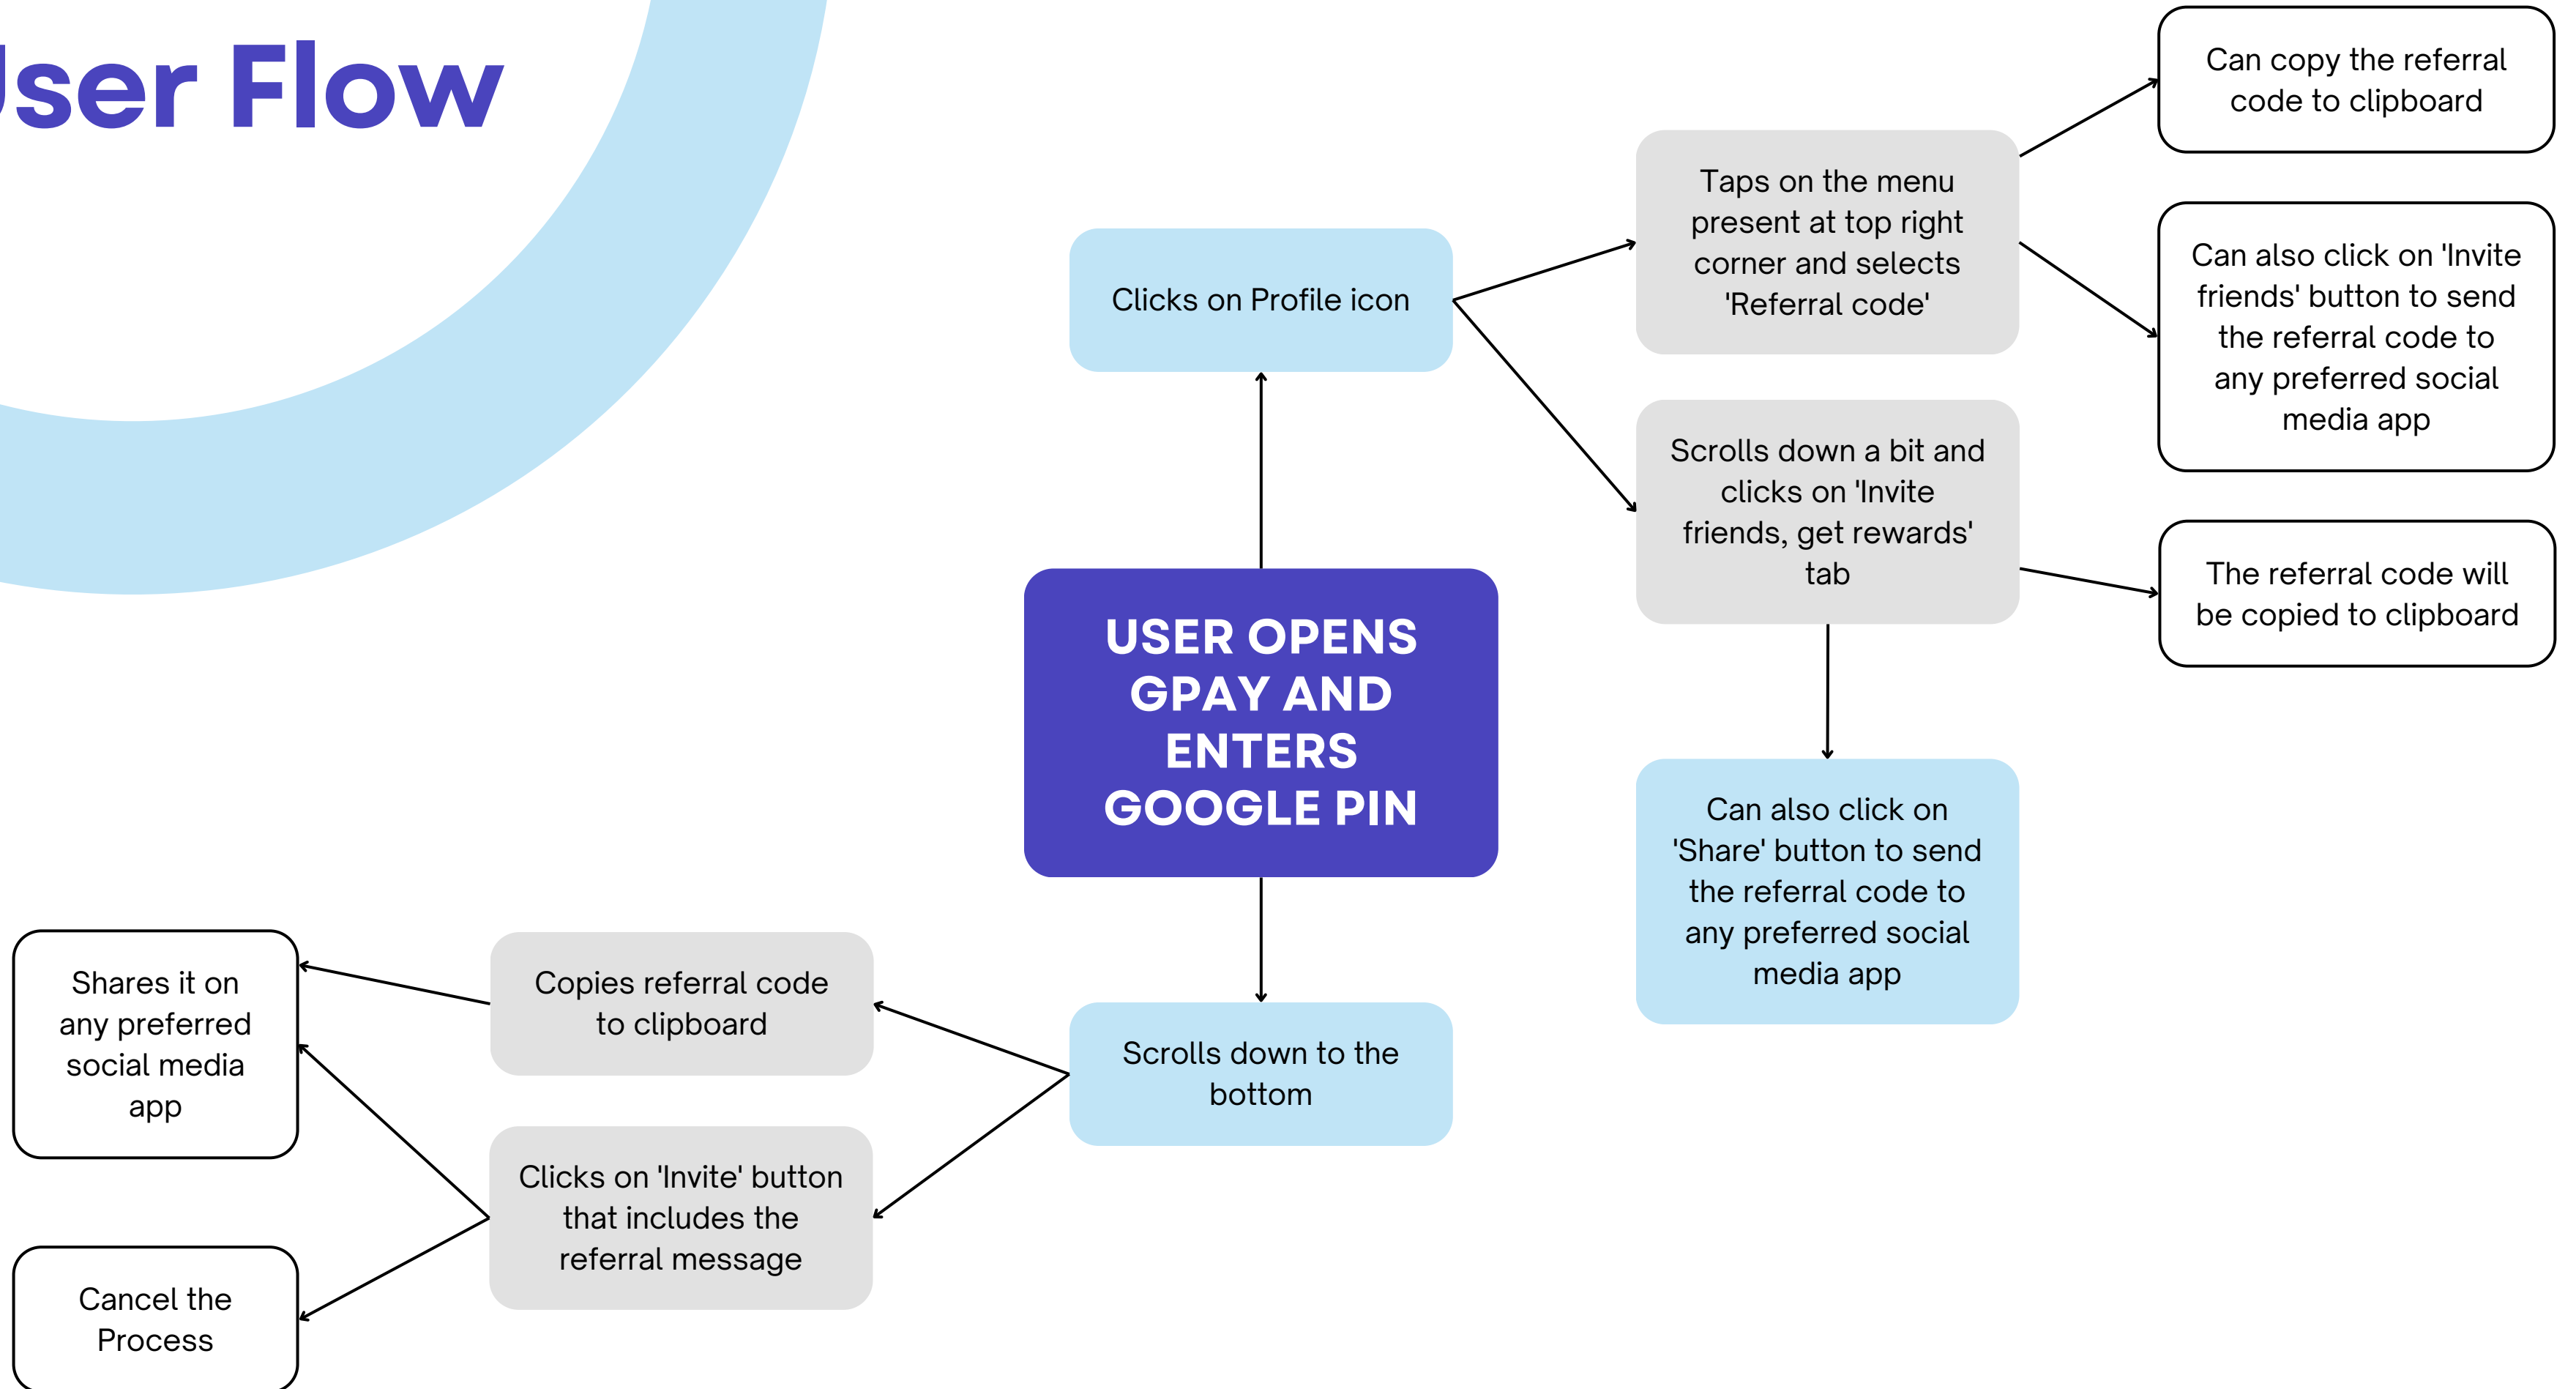 User Flow
Can copy the referral
code to clipboard
Taps on the menu
present at top right
corner and selects
'Referral code'
Can also click on 'Invite
friends' button to send
the referral code to
any preferred social
media app
Clicks on Profile icon
Scrolls down a bit and
clicks on 'Invite
friends, get rewards'
tab
The referral code will
be copied to clipboard
USER OPENS
GPAY AND
ENTERS
GOOGLE PIN
Can also click on
'Share' button to send
the referral code to
any preferred social
media app
Shares it on
any preferred
social media
app
Copies referral code
to clipboard
Scrolls down to the
bottom
Clicks on 'Invite' button
that includes the
referral message
Cancel the
Process